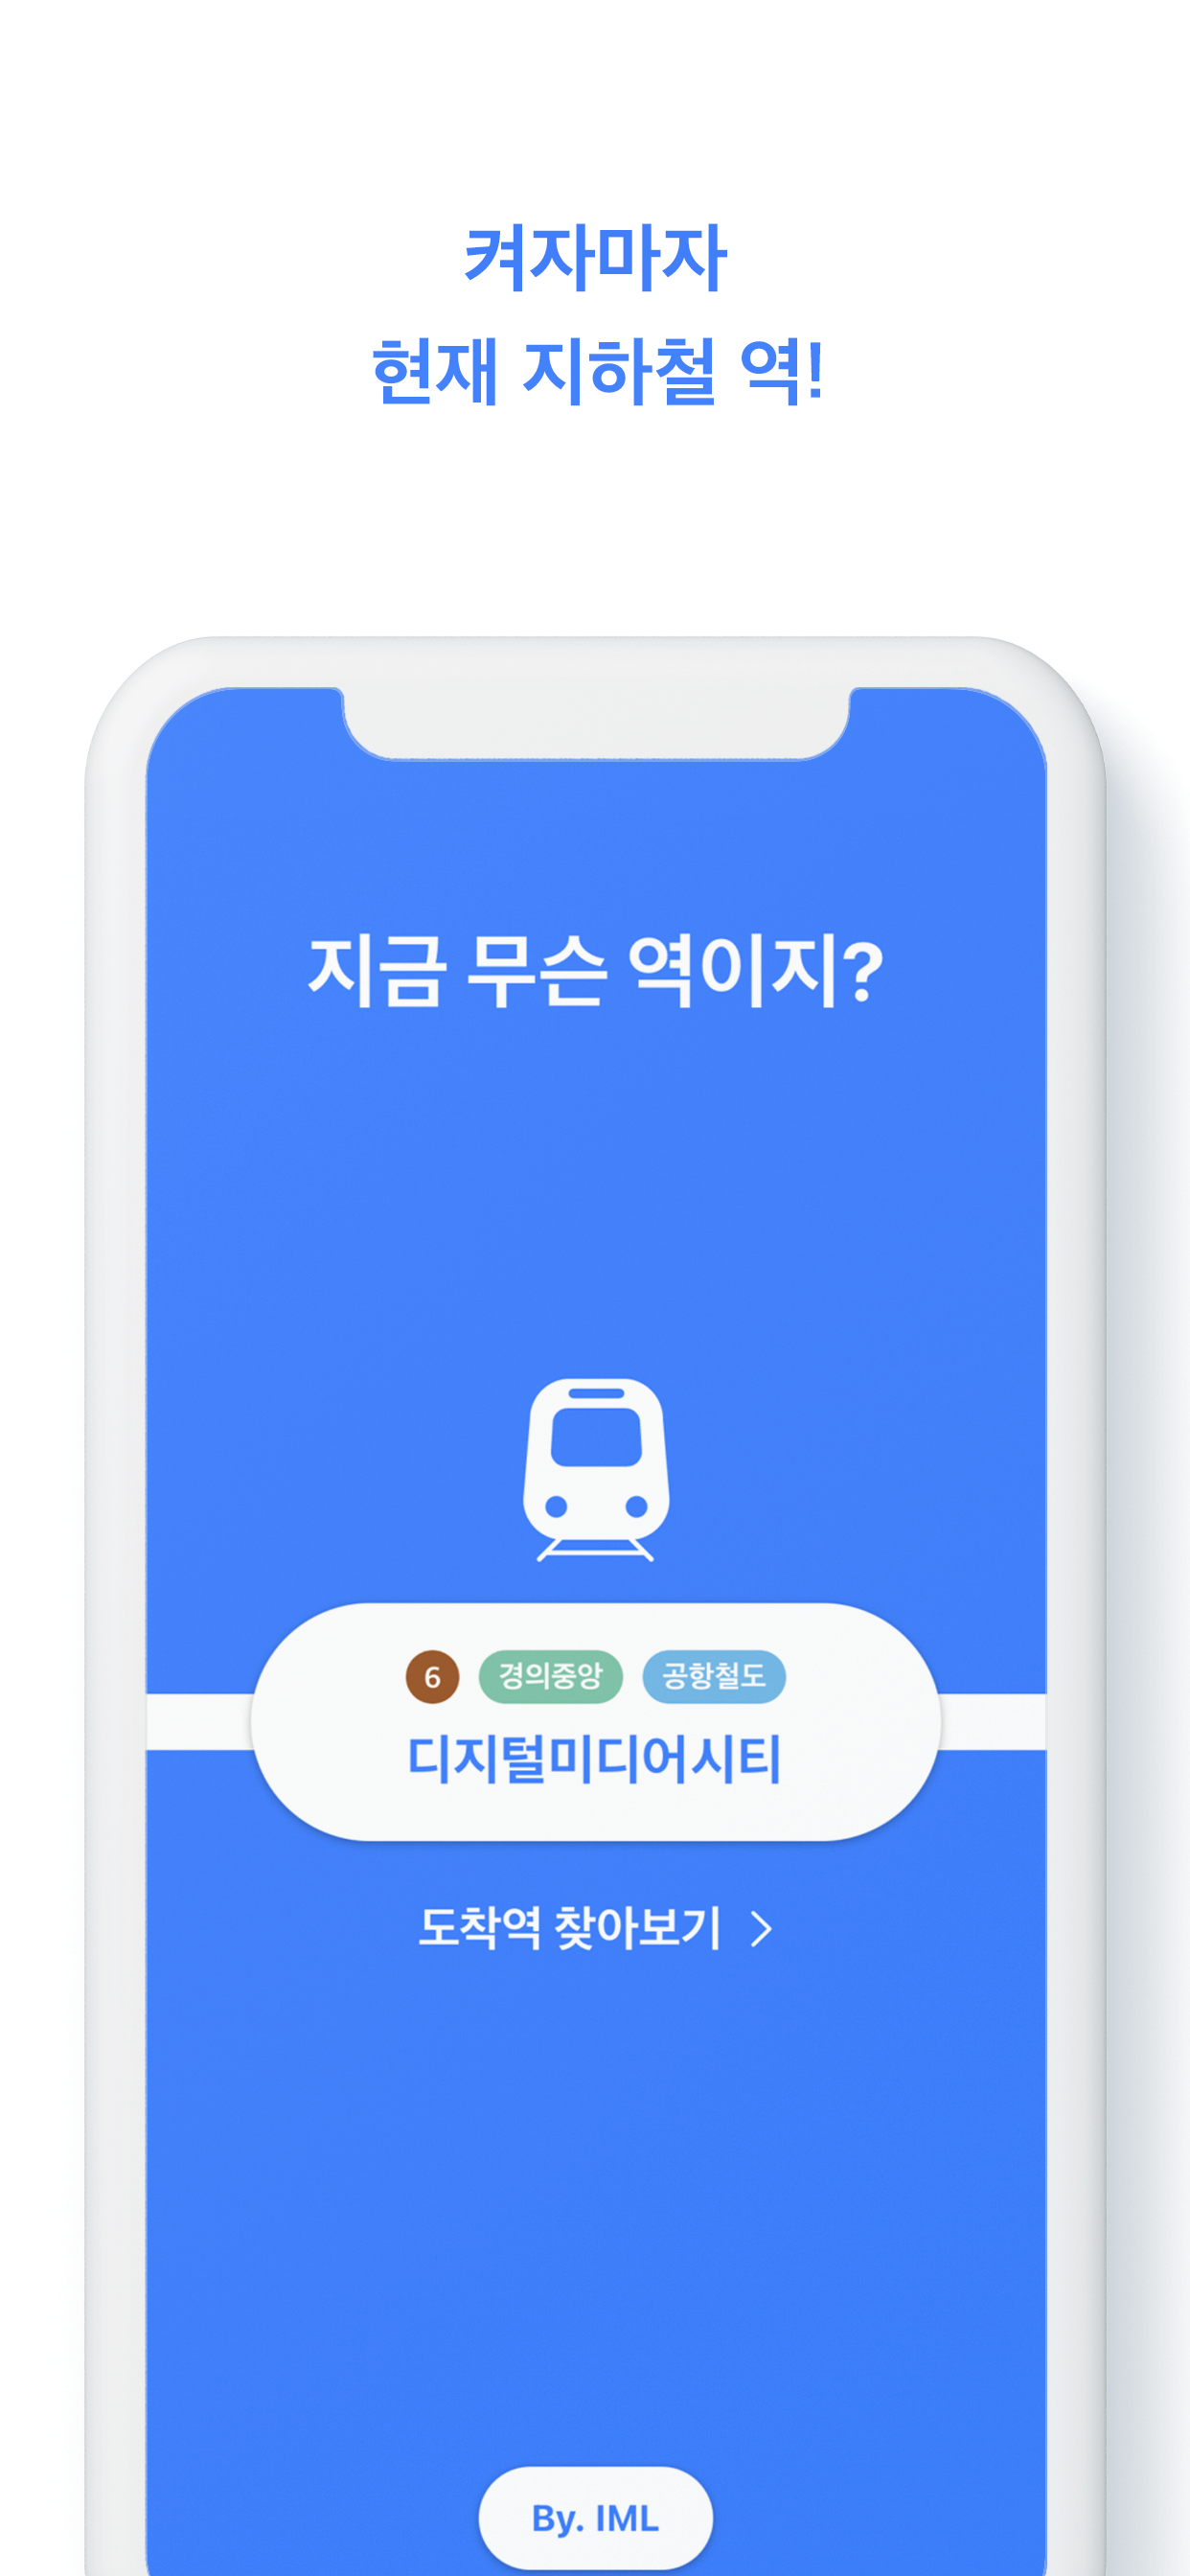 켜자마자
현재 지하철 역!
지금 무슨 역이지?
6 경의중앙 공항철도
디지털미디어시티
도착역 찾아보기
By. IML